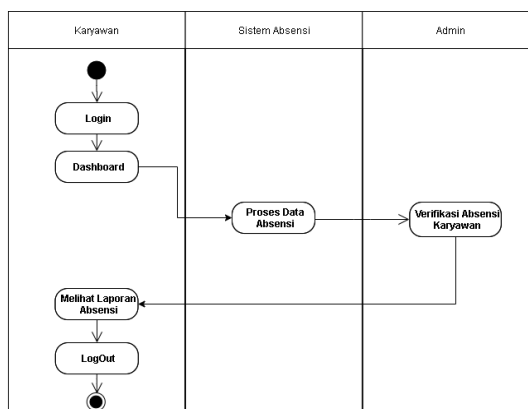 Karyawan
Sistem Absensi
Admin
Login
Dashboard
Proses Data
Absensi
Verifikasi Absensi
Karyawan
Melihat Laporan
Absensi
LogOut